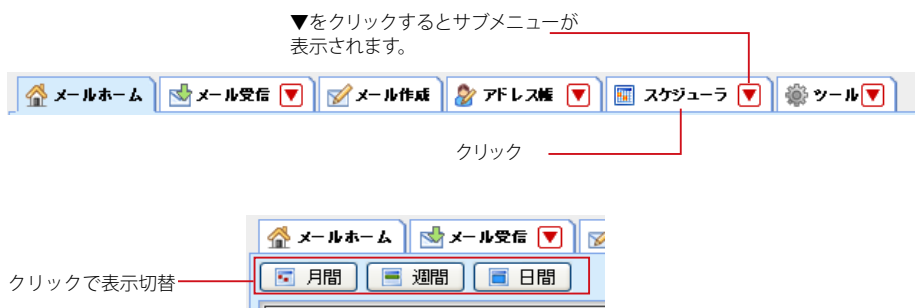 ▼をクリックするとサブメニューが
表示されます。
メールホーム メール受信 ▼ メール作成 アドレス帳 ▼ スケジューラ ▼ ツール ▼
クリック
メールホーム メール受信 ▼
クリックで表示切替 月間 週間 日間